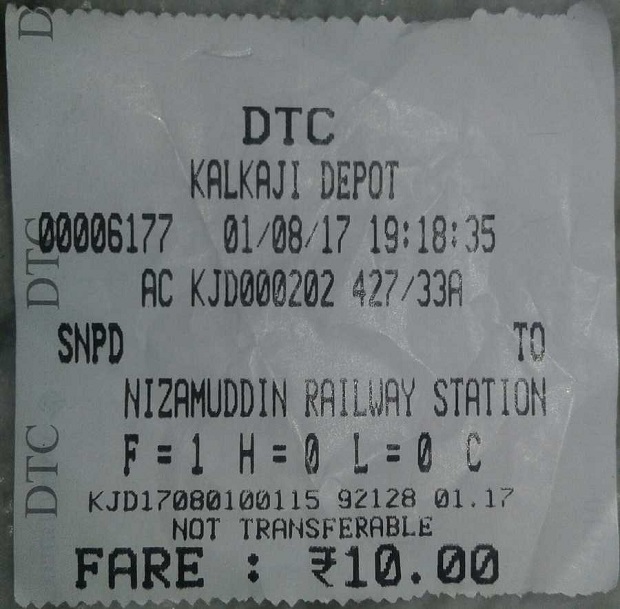 DTC
KALKAJI DEPOT
00006177 01/08/17 19:18:35
AC KJD000202 427/33A
SNPD TO
NIZAMUDDIN RAILWAY STATION
F=1 H=0 L=0 C
KJD17080100115 92128 01.17
NOT TRANSFERABLE
FARE : ₹10.00
D
DTC
DTC